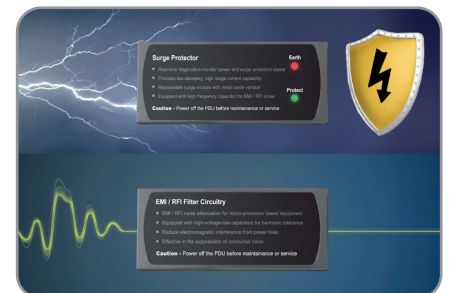 Surge Protector
Earth
• Real-time diagnostics monitor power and surge protection status
• Provides low clamping, high surge current capability
• Replaceable surge module with metal oxide varistor
Protect
• Equipped with high frequency capacitor for EMI / RFI noise
Caution - Power off the PDU before maintainance or service
EMI / RFI Filter Circuitry
• EMI / RFI noise attenuation for micro-processor based equipment
• Equipped with high-voltage-rise capacitors for harmonic tolerance
• Reduce electromagnetic interference from power lines
• Effective in the suppression of conducted noise
Caution - Power off the PDU before maintainance or service